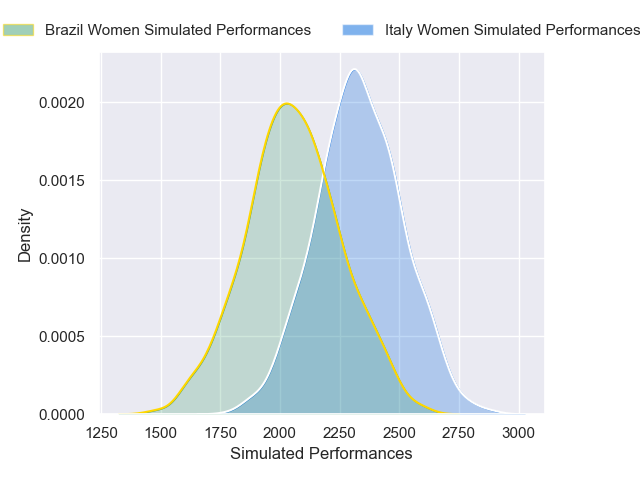 Brazil Women Simulated Performances Italy Women Simulated Performances
0.0020
0.0015
0.0010
0.0005
0.0000
Density
1250 1500 1750 2000 2250 2500 2750 3000
Simulated Performances